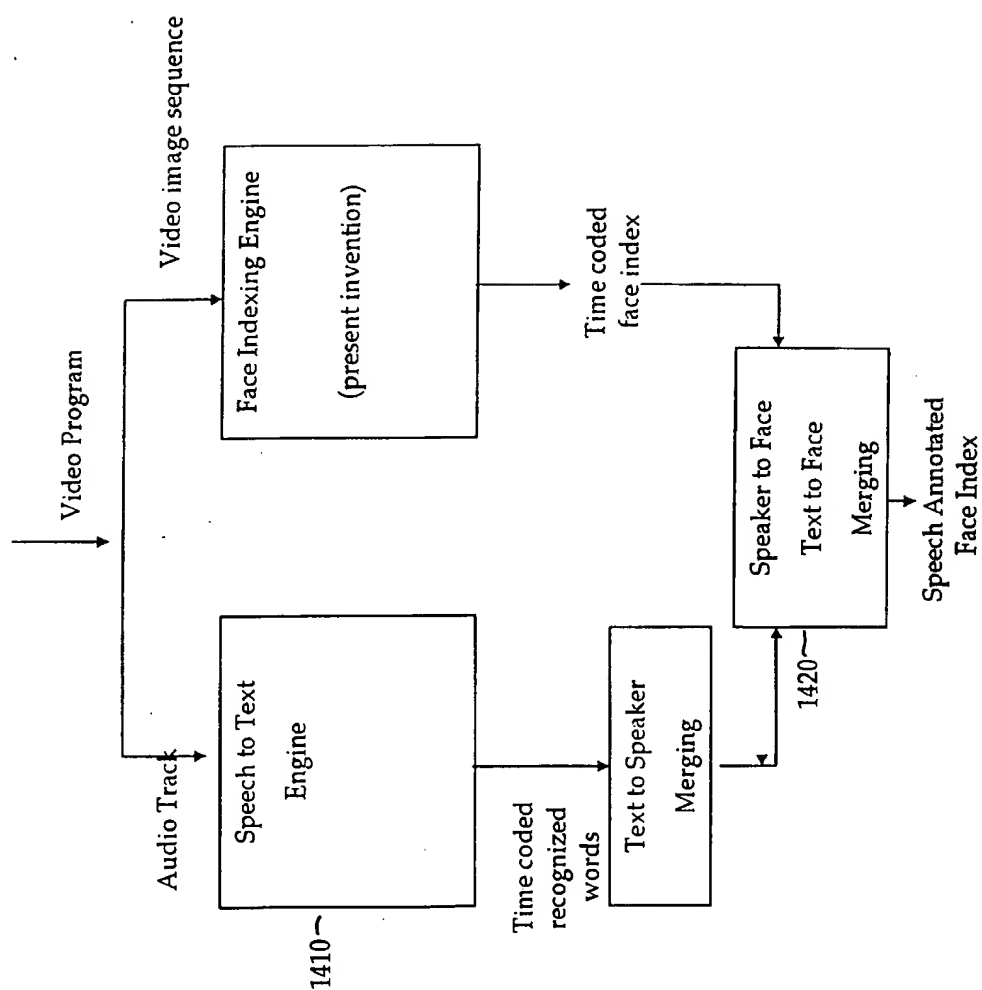 Video Program
Audio Track
Video image sequence
Speech to Text
Engine
1410
Face Indexing Engine
(present invention)
Time coded
recognized
words
Time coded
face index
Text to Speaker
Merging
Speaker to Face
Text to Face
Merging
1420
Speech Annotated
Face Index